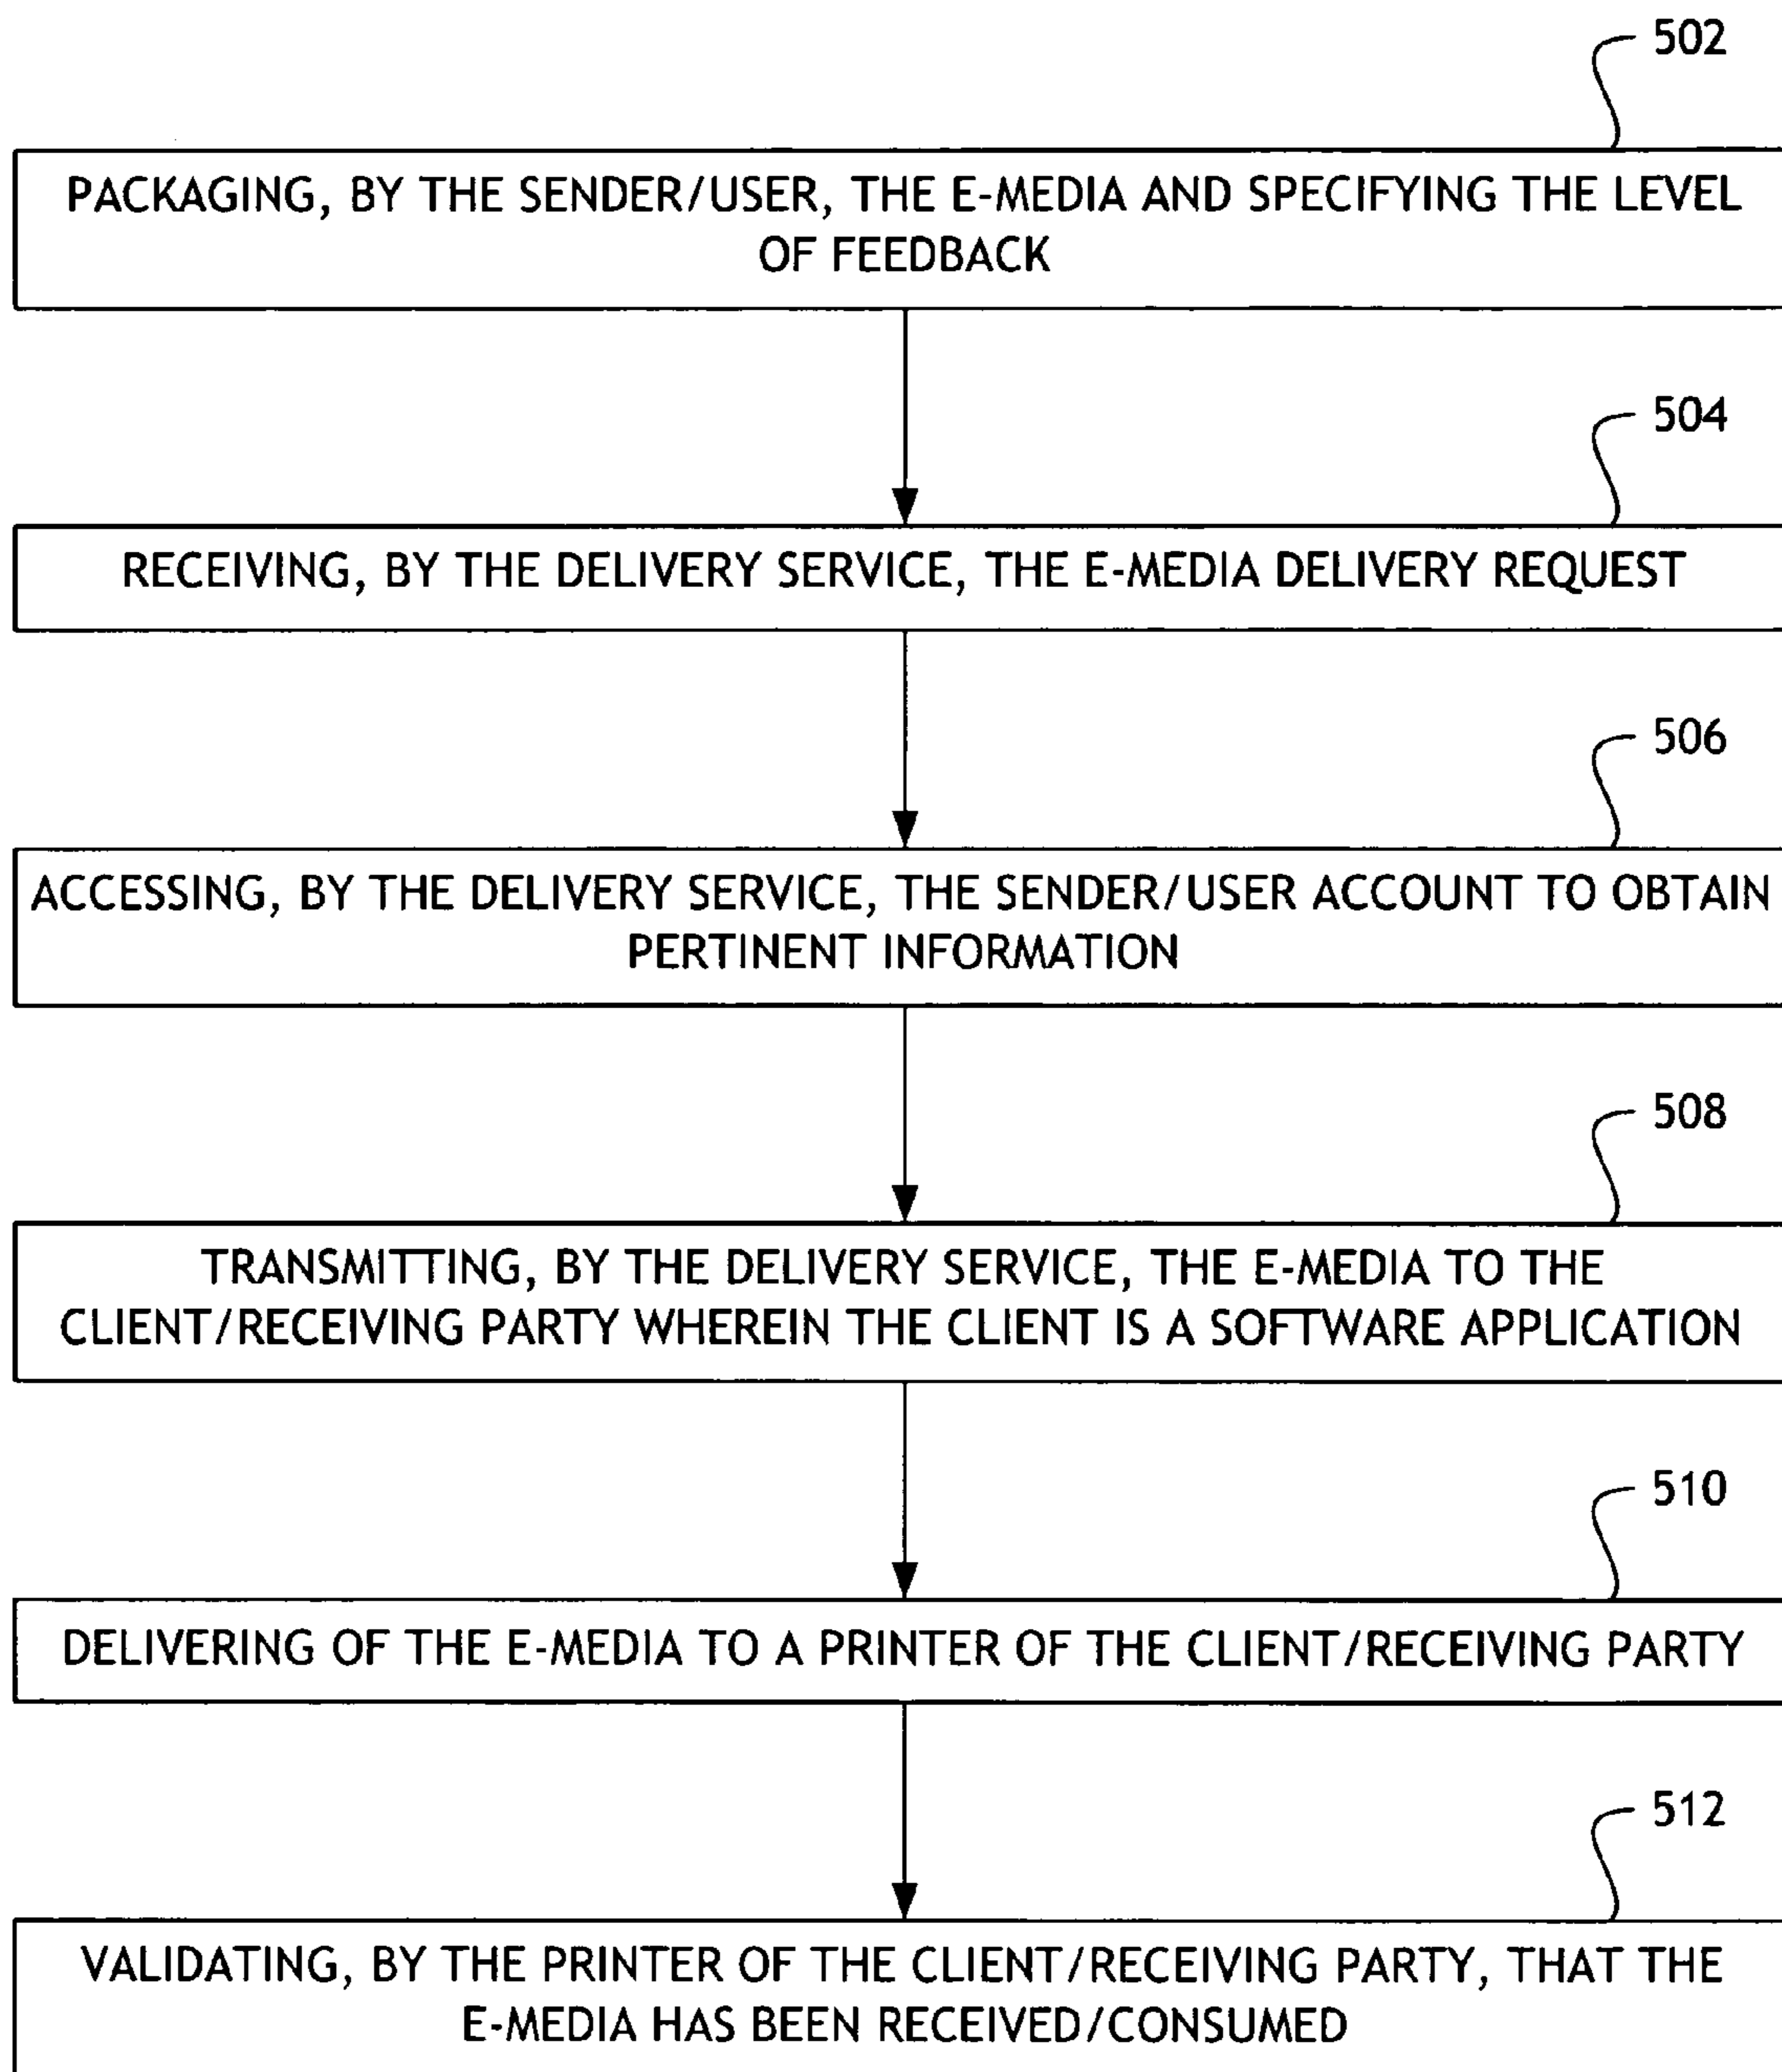 502
PACKAGING, BY THE SENDER/USER, THE E-MEDIA AND SPECIFYING THE LEVEL
OF FEEDBACK
504
RECEIVING, BY THE DELIVERY SERVICE, THE E-MEDIA DELIVERY REQUEST
506
ACCESSING, BY THE DELIVERY SERVICE, THE SENDER/USER ACCOUNT TO OBTAIN
PERTINENT INFORMATION
508
TRANSMITTING, BY THE DELIVERY SERVICE, THE E-MEDIA TO THE
CLIENT/RECEIVING PARTY WHEREIN THE CLIENT IS A SOFTWARE APPLICATION
510
DELIVERING OF THE E-MEDIA TO A PRINTER OF THE CLIENT/RECEIVING PARTY
512
VALIDATING, BY THE PRINTER OF THE CLIENT/RECEIVING PARTY, THAT THE
E-MEDIA HAS BEEN RECEIVED/CONSUMED